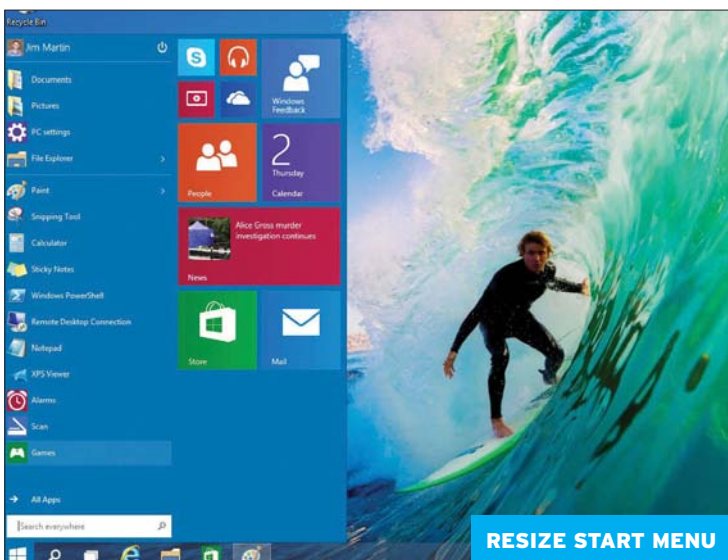 Recycle Bin
Jim Martin
Documents
Pictures
PC settings
File Explorer
Paint
Snipping Tool
Calculator
Sticky Notes
Windows PowerShell
Remote Desktop Connection
Notepad
XPS Viewer
Alarms
Scan
Games
All Apps
Search everywhere
Windows
Feedback
People
2
Thursday
Calendar
Alice Gross murder
investigation continues
News
Store
Mail
RESIZE START MENU